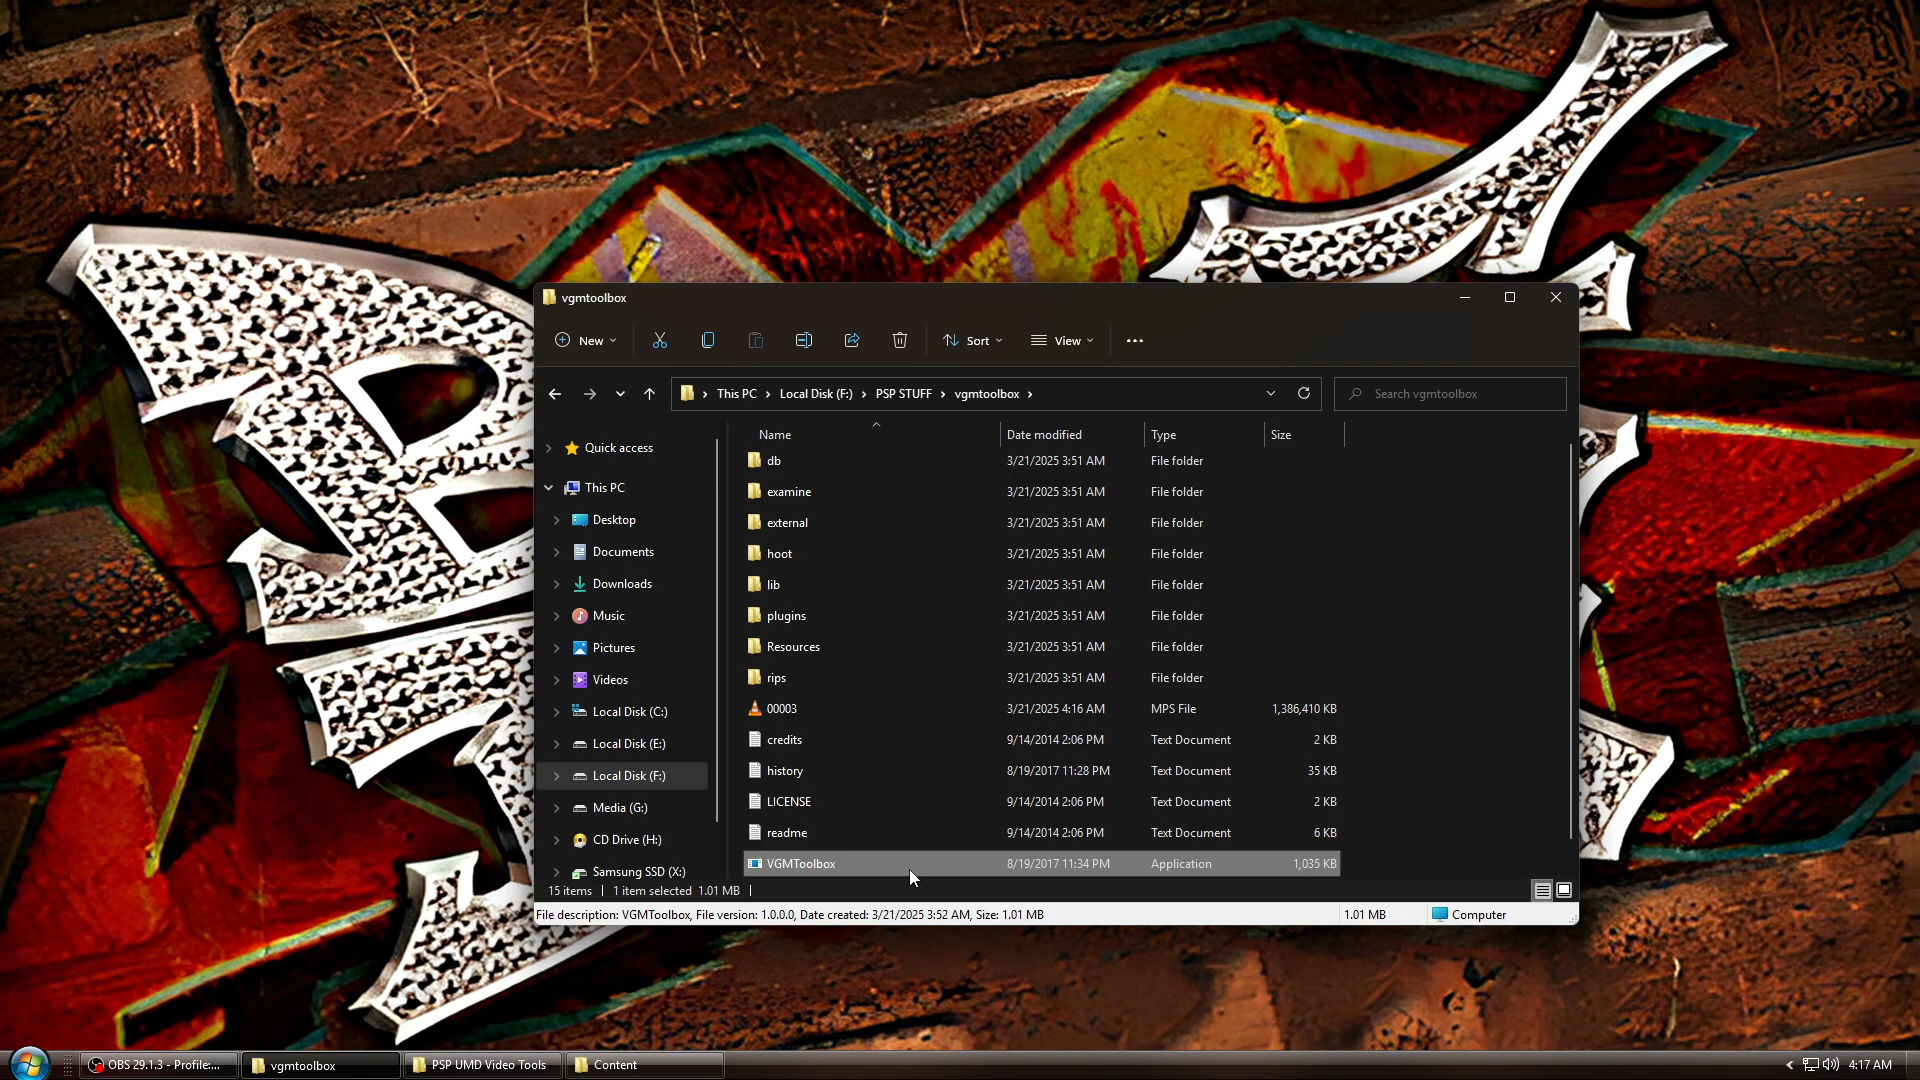 vgmtoolbox
New
Sort
View
This PC
Local Disk (F:)
PSP STUFF
vgmtoolbox
Search vgmtoolbox
Quick access
This PC
Desktop
Documents
Downloads
Music
Pictures
Videos
Local Disk (C:)
Local Disk (E:)
Local Disk (F:)
Media (G:)
CD Drive (H:)
Samsung SSD (X:)
Name Date modified Type Size
db 3/21/2025 3:51 AM File folder
examine 3/21/2025 3:51 AM File folder
external 3/21/2025 3:51 AM File folder
hoot 3/21/2025 3:51 AM File folder
lib 3/21/2025 3:51 AM File folder
plugins 3/21/2025 3:51 AM File folder
Resources 3/21/2025 3:51 AM File folder
rips 3/21/2025 3:51 AM File folder
00003 3/21/2025 4:16 AM MPS File 1,386,410 KB
credits 9/14/2014 2:06 PM Text Document 2 KB
history 8/19/2017 11:28 PM Text Document 35 KB
LICENSE 9/14/2014 2:06 PM Text Document 2 KB
readme 9/14/2014 2:06 PM Text Document 6 KB
VGMToolbox 8/19/2017 11:34 PM Application 1,035 KB
15 items 1 item selected 1.01 MB
File description: VGMToolbox, File version: 1.0.0.0, Date created: 3/21/2025 3:52 AM, Size: 1.01 MB 1.01 MB Computer
OBS 29.1.3 - Profile:... vgmtoolbox PSP UMD Video Tools Content 4:17 AM